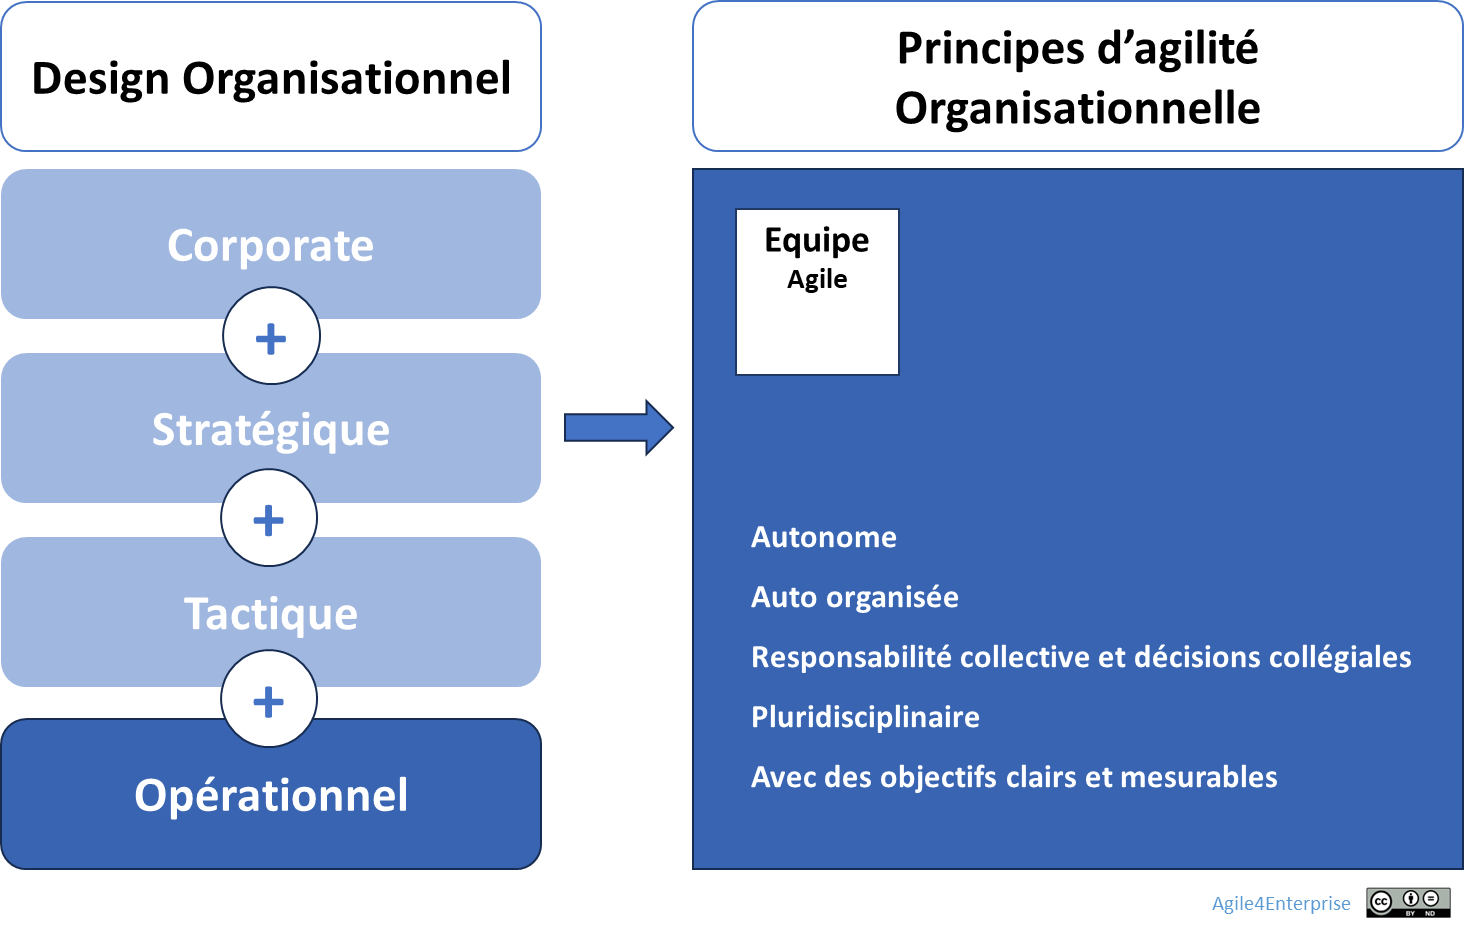 Design Organisationnel
Corporate
+
Stratégique
+
Tactique
+
Opérationnel
Principes d’agilité
Organisationnelle
Equipe
Agile
Autonome
Auto organisée
Responsabilité collective et décisions collégiales
Pluridisciplinaire
Avec des objectifs clairs et mesurables
Agile4Enterprise
cc
BY ND